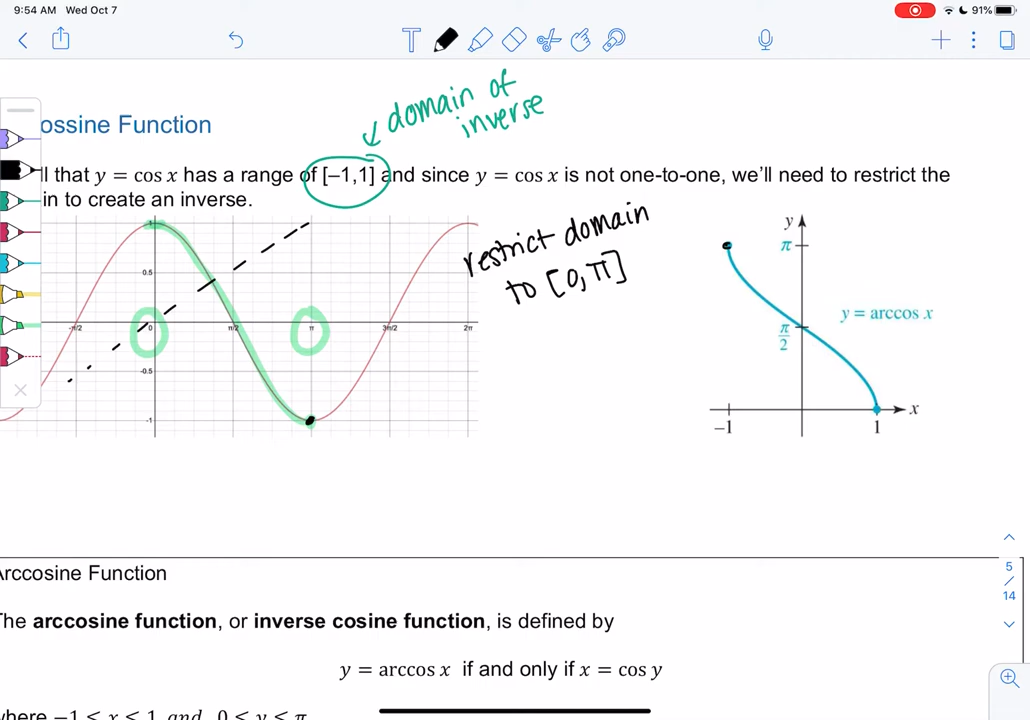 9:54 AM Wed Oct 7
91%
domain of
inverse
ossine Function
ll that y = cos x has a range of [−1,1] and since y = cos x is not one-to-one, we'll need to restrict the
in to create an inverse.
restrict domain
to [0,π]
1
0.5
-π/2
0
π/2
π
3π/2
2π
-0.5
-1
y
π
y = arccos x
π/2
x
−1
1
5
/
14
Arccosine Function
The arccosine function, or inverse cosine function, is defined by
y = arccos x if and only if x = cos y
where −1 ≤ x ≤ 1 and 0 ≤ y ≤ π